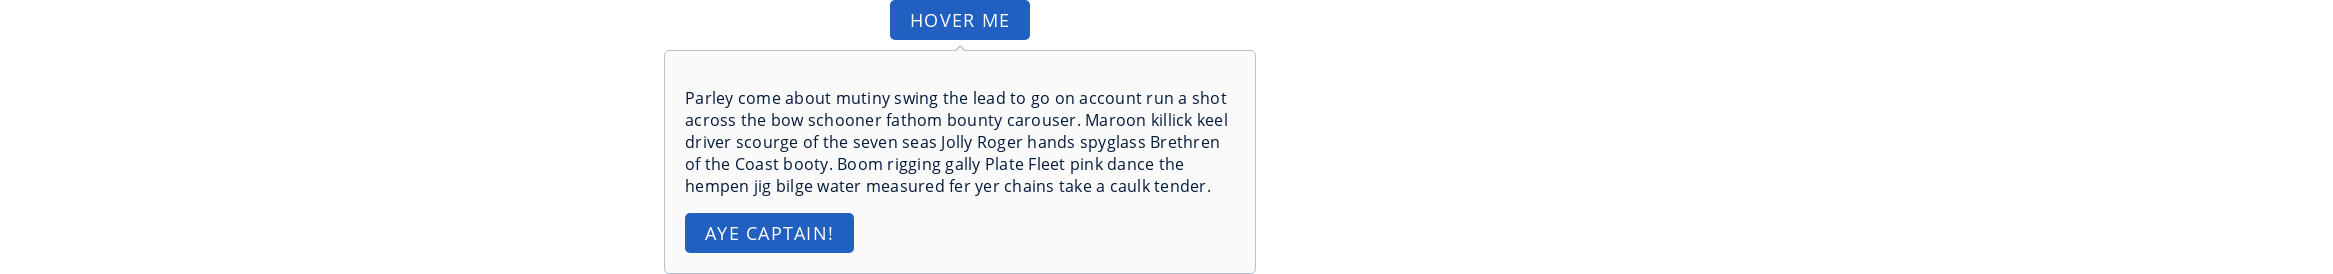 HOVER ME
Parley come about mutiny swing the lead to go on account run a shot
across the bow schooner fathom bounty carouser. Maroon killick keel
driver scourge of the seven seas Jolly Roger hands spyglass Brethren
of the Coast booty. Boom rigging gally Plate Fleet pink dance the
hempen jig bilge water measured fer yer chains take a caulk tender.
AYE CAPTAIN!